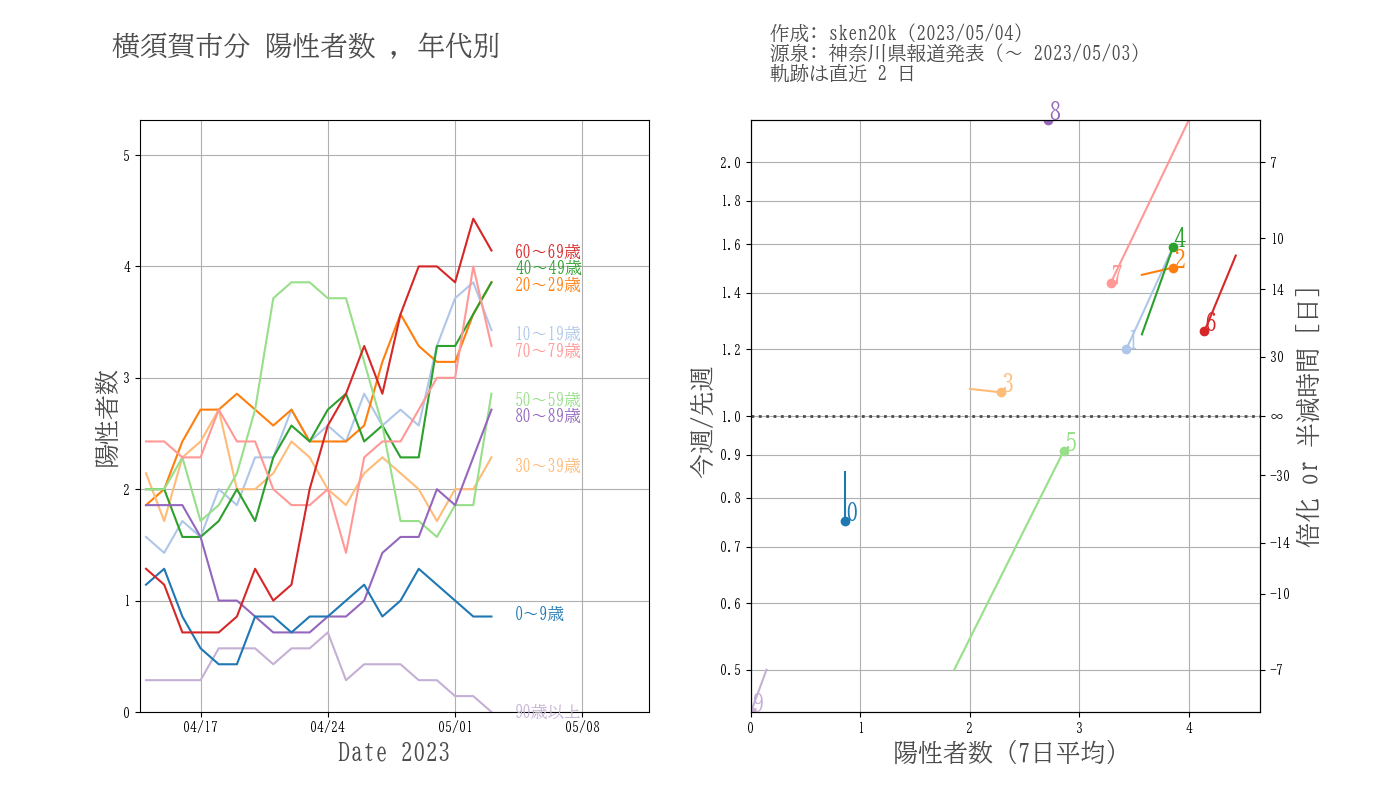 横須賀市分 陽性者数 , 年代別
作成: sken20k (2023/05/04)
源泉: 神奈川県報道発表 (～ 2023/05/03)
軌跡は直近 2 日
陽性者数
5
4
3
2
1
0
04/17
04/24
05/01
05/08
Date 2023
60～69歳
40～49歳
20～29歳
10～19歳
70～79歳
50～59歳
80～89歳
30～39歳
0～9歳
90歳以上
今週/先週
2.0
1.8
1.6
1.4
1.2
1.0
0.9
0.8
0.7
0.6
0.5
8
4
2
7
6
1
3
5
0
9
0
1
2
3
4
陽性者数 (7日平均)
7
10
14
30
∞
−30
−14
−10
−7
倍化 or 半減時間 [日]